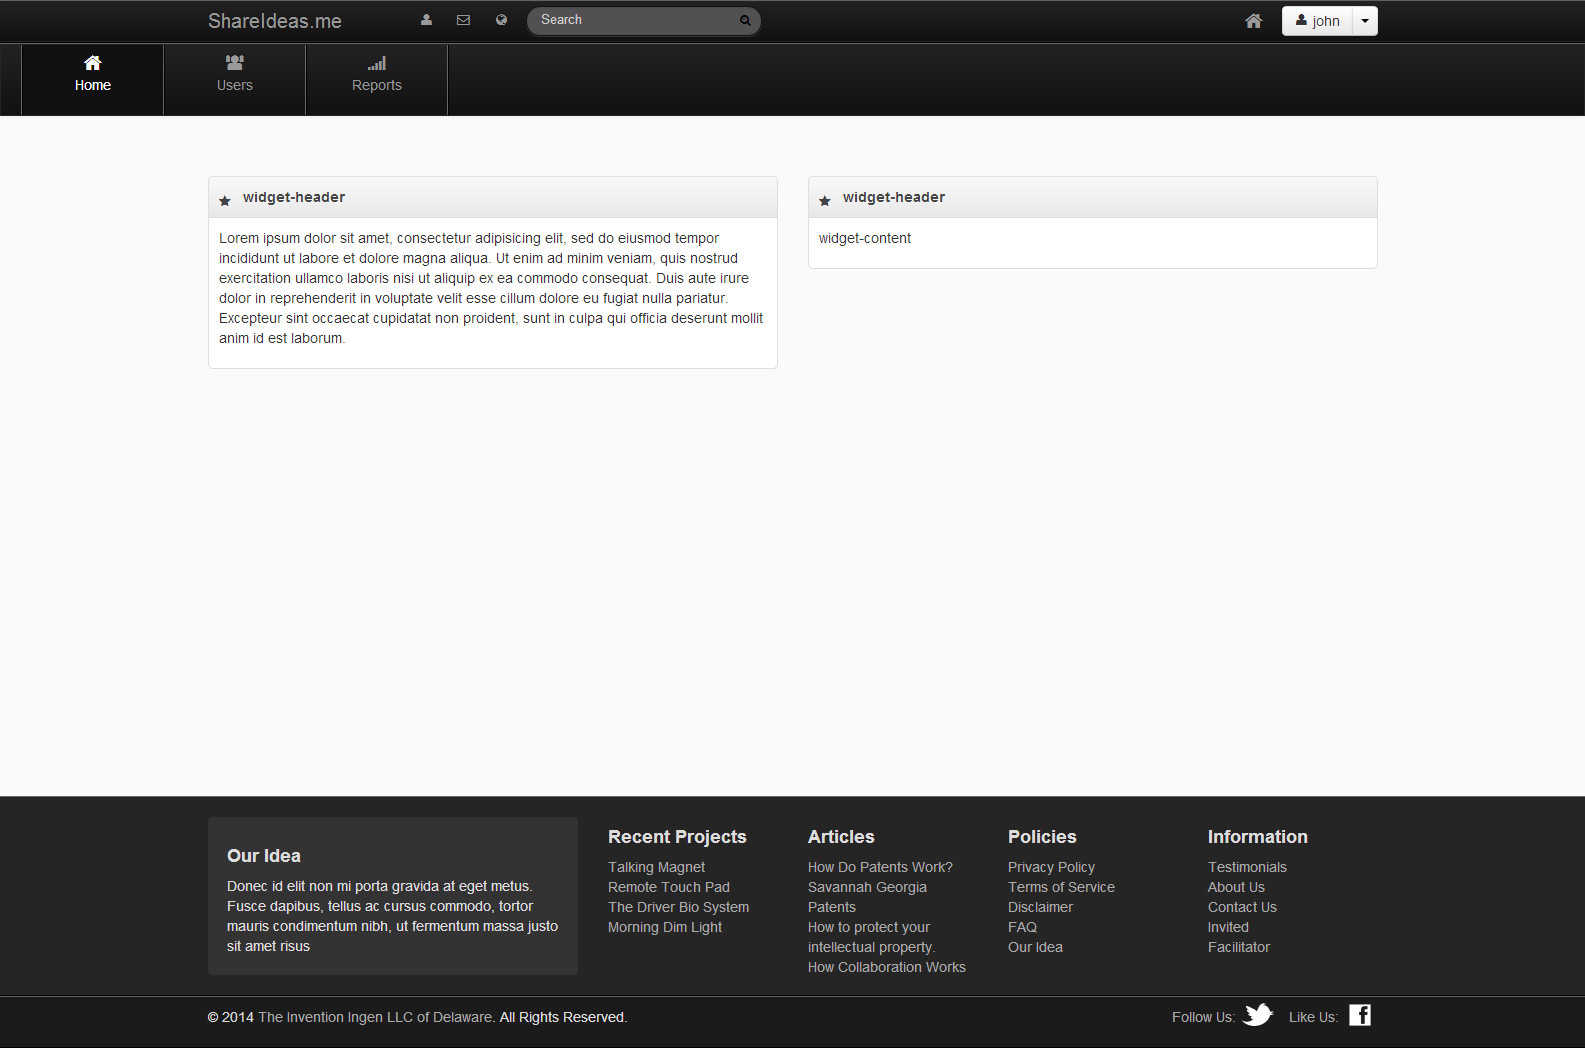 ShareIdeas.me
Search
john
Home
Users
Reports
widget-header
Lorem ipsum dolor sit amet, consectetur adipisicing elit, sed do eiusmod tempor
incididunt ut labore et dolore magna aliqua. Ut enim ad minim veniam, quis nostrud
exercitation ullamco laboris nisi ut aliquip ex ea commodo consequat. Duis aute irure
dolor in reprehenderit in voluptate velit esse cillum dolore eu fugiat nulla pariatur.
Excepteur sint occaecat cupidatat non proident, sunt in culpa qui officia deserunt mollit
anim id est laborum.
widget-header
widget-content
Our Idea
Donec id elit non mi porta gravida at eget metus.
Fusce dapibus, tellus ac cursus commodo, tortor
mauris condimentum nibh, ut fermentum massa justo
sit amet risus
Recent Projects
Talking Magnet
Remote Touch Pad
The Driver Bio System
Morning Dim Light
Articles
How Do Patents Work?
Savannah Georgia
Patents
How to protect your
intellectual property.
How Collaboration Works
Policies
Privacy Policy
Terms of Service
Disclaimer
FAQ
Our Idea
Information
Testimonials
About Us
Contact Us
Invited
Facilitator
© 2014 The Invention Ingen LLC of Delaware. All Rights Reserved.
Follow Us:
Like Us: